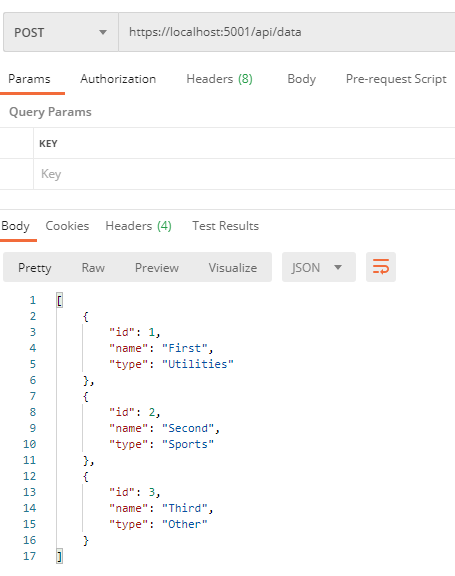 POST https://localhost:5001/api/data
Params Authorization Headers (8) Body Pre-request Script
Query Params
KEY
Key
Body Cookies Headers (4) Test Results
Pretty Raw Preview Visualize JSON
1 [
2 {
3 "id": 1,
4 "name": "First",
5 "type": "Utilities"
6 },
7 {
8 "id": 2,
9 "name": "Second",
10 "type": "Sports"
11 },
12 {
13 "id": 3,
14 "name": "Third",
15 "type": "Other"
16 }
17 ]